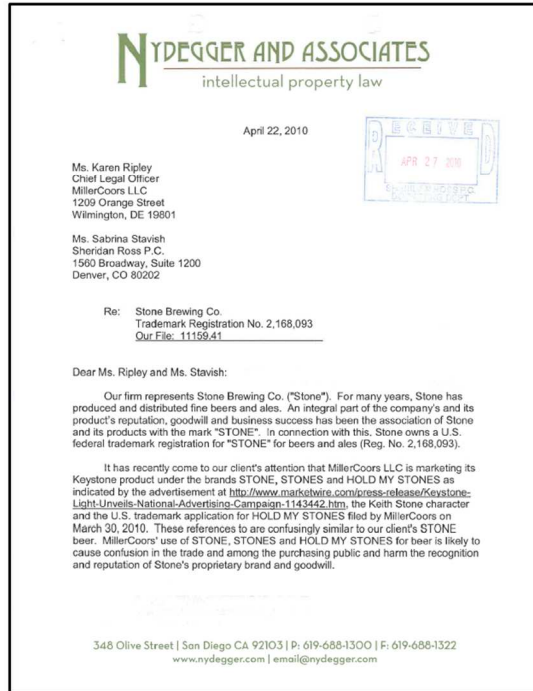 NYDEGGER AND ASSOCIATES
intellectual property law
April 22, 2010
RECEIVED
APR 27 2010
Ms. Karen Ripley
Chief Legal Officer
MillerCoors LLC
1209 Orange Street
Wilmington, DE 19801
Ms. Sabrina Stavish
Sheridan Ross P.C.
1560 Broadway, Suite 1200
Denver, CO 80202
Re: Stone Brewing Co.
Trademark Registration No. 2,168,093
Our File: 11159.41
Dear Ms. Ripley and Ms. Stavish:
Our firm represents Stone Brewing Co. ("Stone"). For many years, Stone has
produced and distributed fine beers and ales. An integral part of the company's and its
product's reputation, goodwill and business success has been the association of Stone
and its products with the mark "STONE". In connection with this, Stone owns a U.S.
federal trademark registration for "STONE" for beers and ales (Reg. No. 2,168,093).
It has recently come to our client's attention that MillerCoors LLC is marketing its
Keystone product under the brands STONE, STONES and HOLD MY STONES as
indicated by the advertisement at http://www.marketwire.com/press-release/Keystone-
Light-Unveils-National-Advertising-Campaign-1143442.htm, the Keith Stone character
and the U.S. trademark application for HOLD MY STONES filed by MillerCoors on
March 30, 2010. These references to are confusingly similar to our client's STONE
beer. MillerCoors' use of STONE, STONES and HOLD MY STONES for beer is likely to
cause confusion in the trade and among the purchasing public and harm the recognition
and reputation of Stone's proprietary brand and goodwill.
348 Olive Street | San Diego CA 92103 | P: 619-688-1300 | F: 619-688-1322
www.nydegger.com | email@nydegger.com